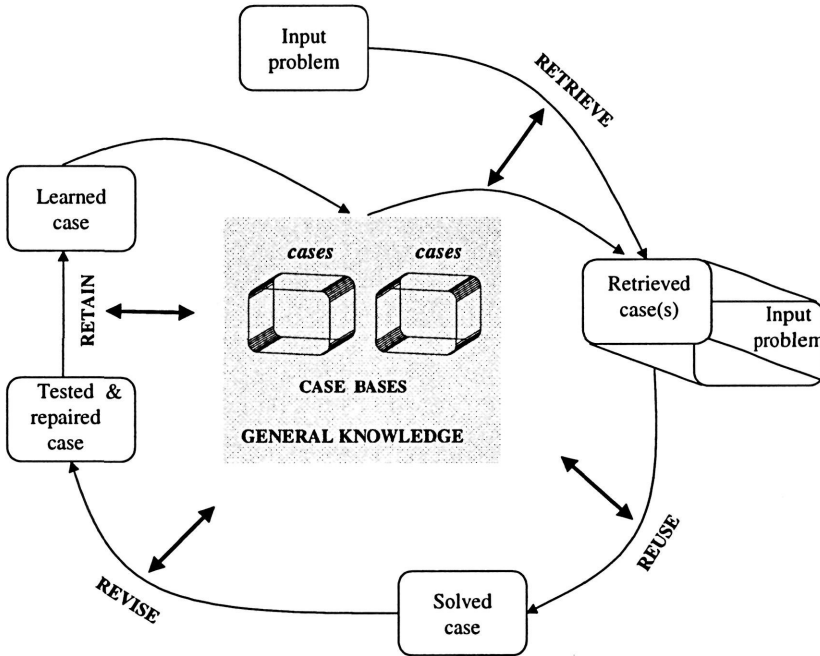 Input
problem
RETRIEVE
Learned
case
cases cases
Retrieved
case(s)
Input
problem
RETAIN
CASE BASES
Tested &
repaired
case
GENERAL KNOWLEDGE
REUSE
REVISE
Solved
case